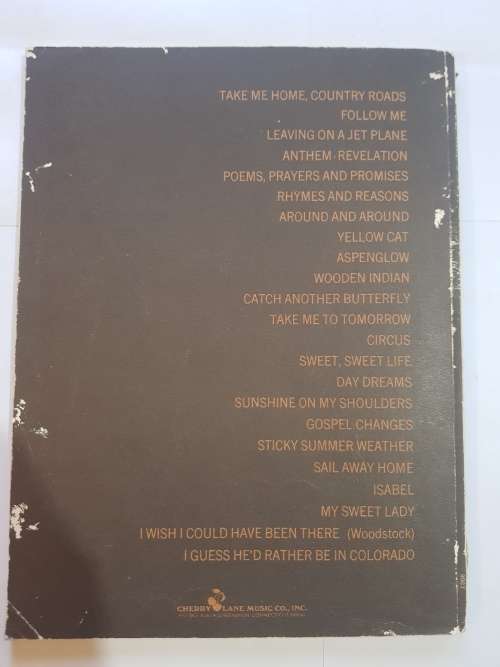 TAKE ME HOME, COUNTRY ROADS
FOLLOW ME
LEAVING ON A JET PLANE
ANTHEM-REVELATION
POEMS, PRAYERS AND PROMISES
RHYMES AND REASONS
AROUND AND AROUND
YELLOW CAT
ASPENGLOW
WOODEN INDIAN
CATCH ANOTHER BUTTERFLY
TAKE ME TO TOMORROW
CIRCUS
SWEET, SWEET LIFE
DAY DREAMS
SUNSHINE ON MY SHOULDERS
GOSPEL CHANGES
STICKY SUMMER WEATHER
SAIL AWAY HOME
ISABEL
MY SWEET LADY
I WISH I COULD HAVE BEEN THERE (Woodstock)
I GUESS HE'D RATHER BE IN COLORADO
CHERRY LANE MUSIC CO., INC.